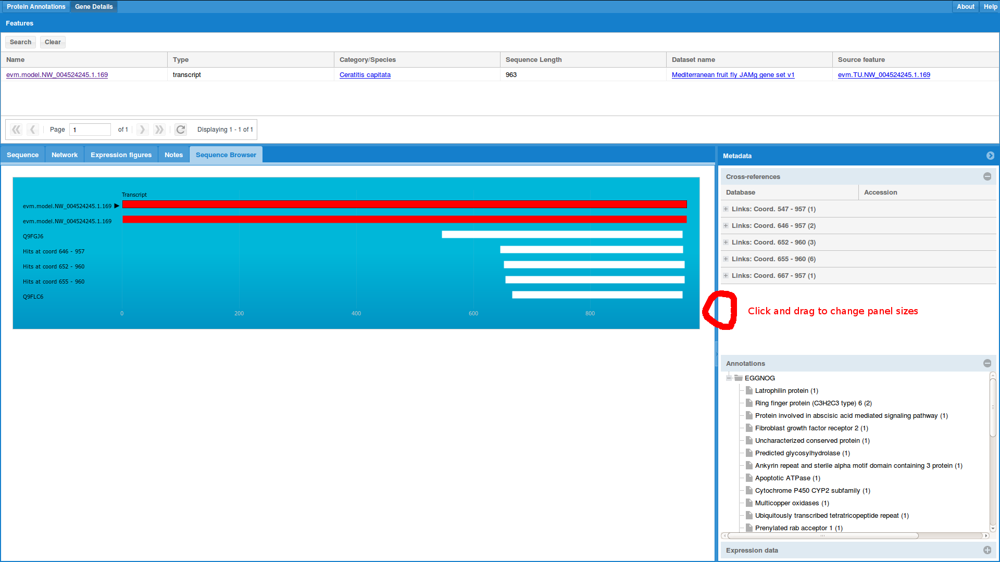 Protein Annotations Gene Details About Help
Features
Search Clear
Name Type Category/Species Sequence Length Dataset name Source feature
evm.model.NW_004524245.1.169 transcript Ceratitis capitata 963 Mediterranean fruit fly JAMg gene set v1 evm.TU.NW_004524245.1.169
Page 1 of 1 Displaying 1 - 1 of 1
Sequence Network Expression figures Notes Sequence Browser
Transcript
evm.model.NW_004524245.1.169
evm.model.NW_004524245.1.169
Q9FGJ6
Hits at coord 646 - 957
Hits at coord 652 - 960
Hits at coord 655 - 960
Q9FLC6
0 200 400 600 800
Metadata
Cross-references
Database Accession
Links: Coord. 547 - 957 (1)
Links: Coord. 646 - 957 (2)
Links: Coord. 652 - 960 (3)
Links: Coord. 655 - 960 (6)
Links: Coord. 667 - 957 (1)
Click and drag to change panel sizes
Annotations
EGGNOG
Latrophilin protein (1)
Ring finger protein (C3H2C3 type) 6 (2)
Protein involved in abscisic acid mediated signaling pathway (1)
Fibroblast growth factor receptor 2 (1)
Uncharacterized conserved protein (1)
Predicted glycosylhydrolase (1)
Ankyrin repeat and sterile alpha motif domain containing 3 protein (1)
Apoptotic ATPase (1)
Cytochrome P450 CYP2 subfamily (1)
Multicopper oxidases (1)
Ubiquitously transcribed tetratricopeptide repeat (1)
Prenylated rab acceptor 1 (1)
Expression data